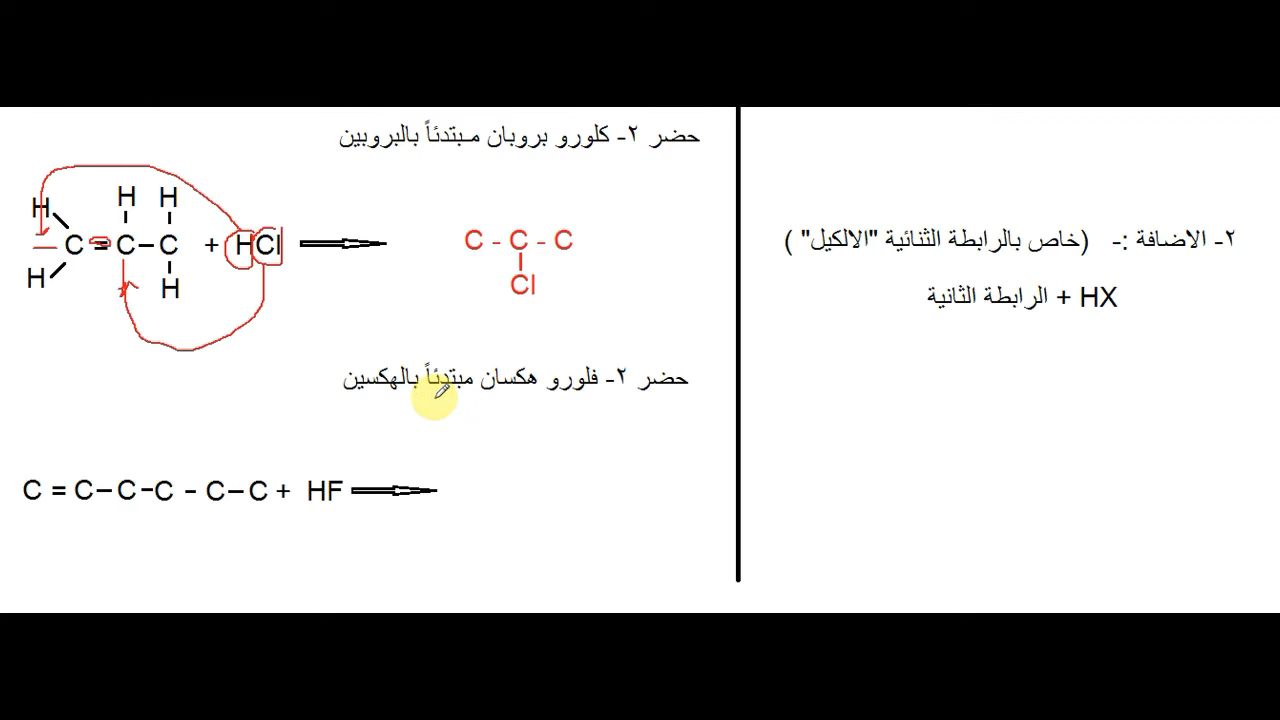 ٢- الاضافة :- (خاص بالرابطة الثنائية "الالكيل" )
HX + الرابطة الثانية
حضر ٢- كلورو بروبان مبتدئاً بالبروبين
H H H
C = C – C + HCl
H H
C - C - C
Cl
حضر ٢- فلورو هكسان مبتدئاً بالهكسين
C = C – C – C - C – C + HF